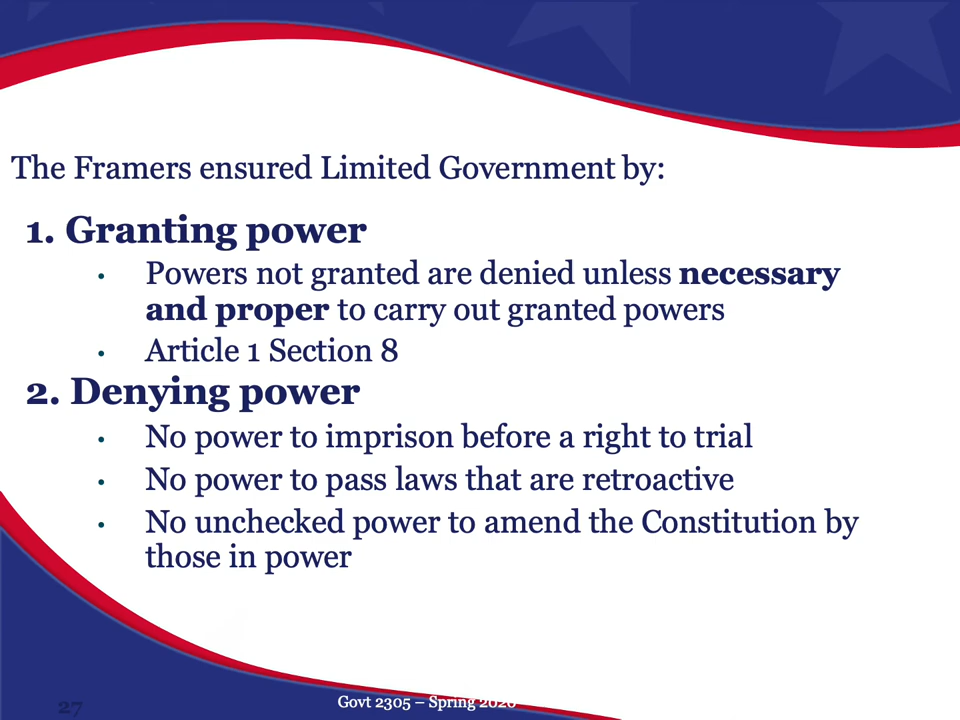 The Framers ensured Limited Government by:
1. Granting power
• Powers not granted are denied unless necessary
and proper to carry out granted powers
• Article 1 Section 8
2. Denying power
• No power to imprison before a right to trial
• No power to pass laws that are retroactive
• No unchecked power to amend the Constitution by
those in power
27
Govt 2305 – Spring 2020